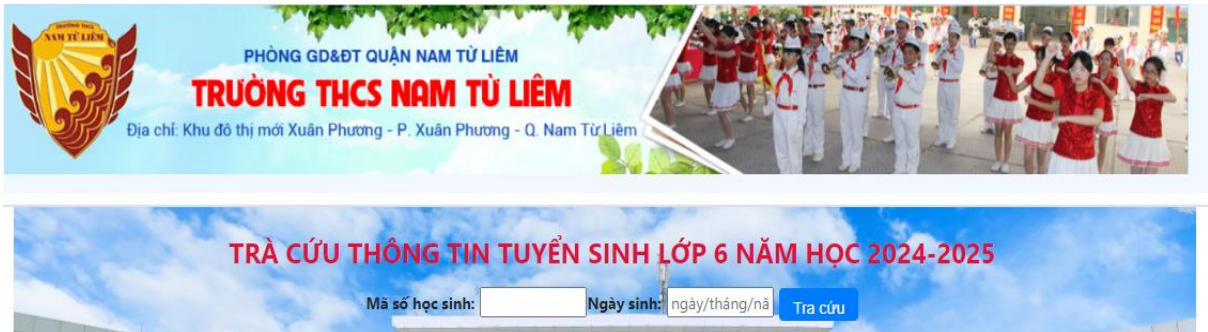 TRƯỜNG THCS
NAM TỪ LIÊM
PHÒNG GD&ĐT QUẬN NAM TỪ LIÊM
TRƯỜNG THCS NAM TỪ LIÊM
Địa chỉ: Khu đô thị mới Xuân Phương - P. Xuân Phương - Q. Nam Từ Liêm
TRÀ CỨU THÔNG TIN TUYỂN SINH LỚP 6 NĂM HỌC 2024-2025
Mã số học sinh: Ngày sinh: ngày/tháng/nă Tra cứu